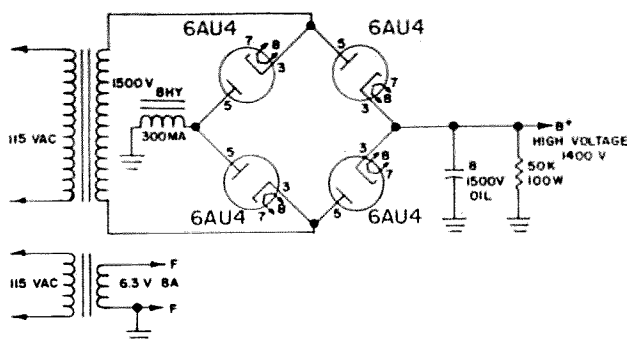 6AU4
6AU4
7 8
3
5
5
7
8
3
1500V
8HY
300MA
115 VAC
B+
HIGH VOLTAGE
1400 V
8
1500V
OIL
50K
100W
5
3
7 8
6AU4
3 8
7
5
6AU4
115 VAC
6.3 V 8A
F
F